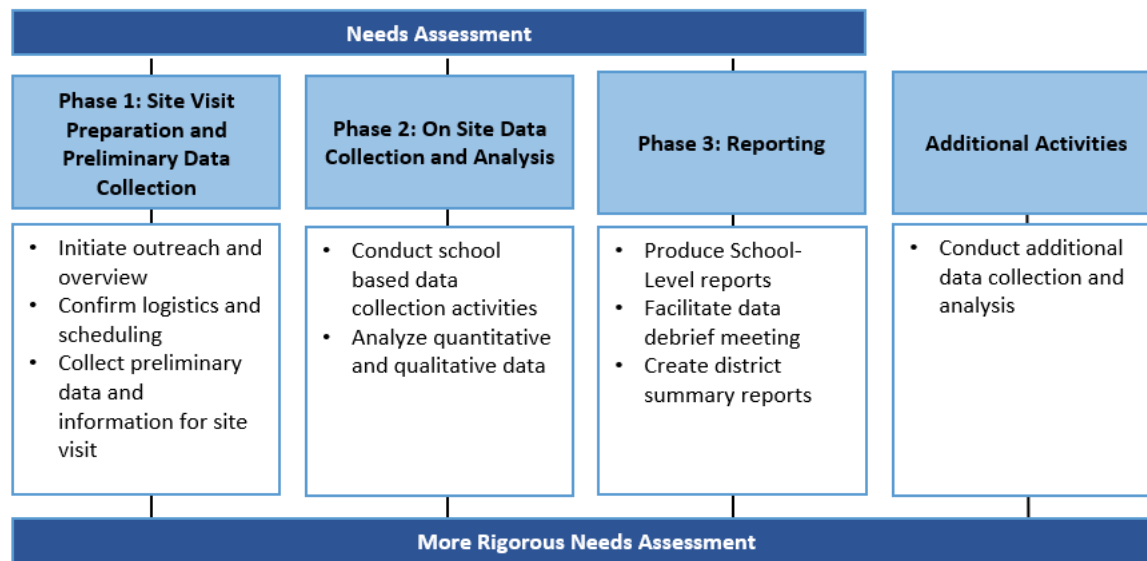 Needs Assessment
Phase 1: Site Visit
Preparation and
Preliminary Data
Collection
Phase 2: On Site Data
Collection and Analysis
Phase 3: Reporting
Additional Activities
• Initiate outreach and
overview
• Confirm logistics and
scheduling
• Collect preliminary
data and
information for site
visit
• Conduct school
based data
collection activities
• Analyze quantitative
and qualitative data
• Produce School-
Level reports
• Facilitate data
debrief meeting
• Create district
summary reports
• Conduct additional
data collection and
analysis
More Rigorous Needs Assessment